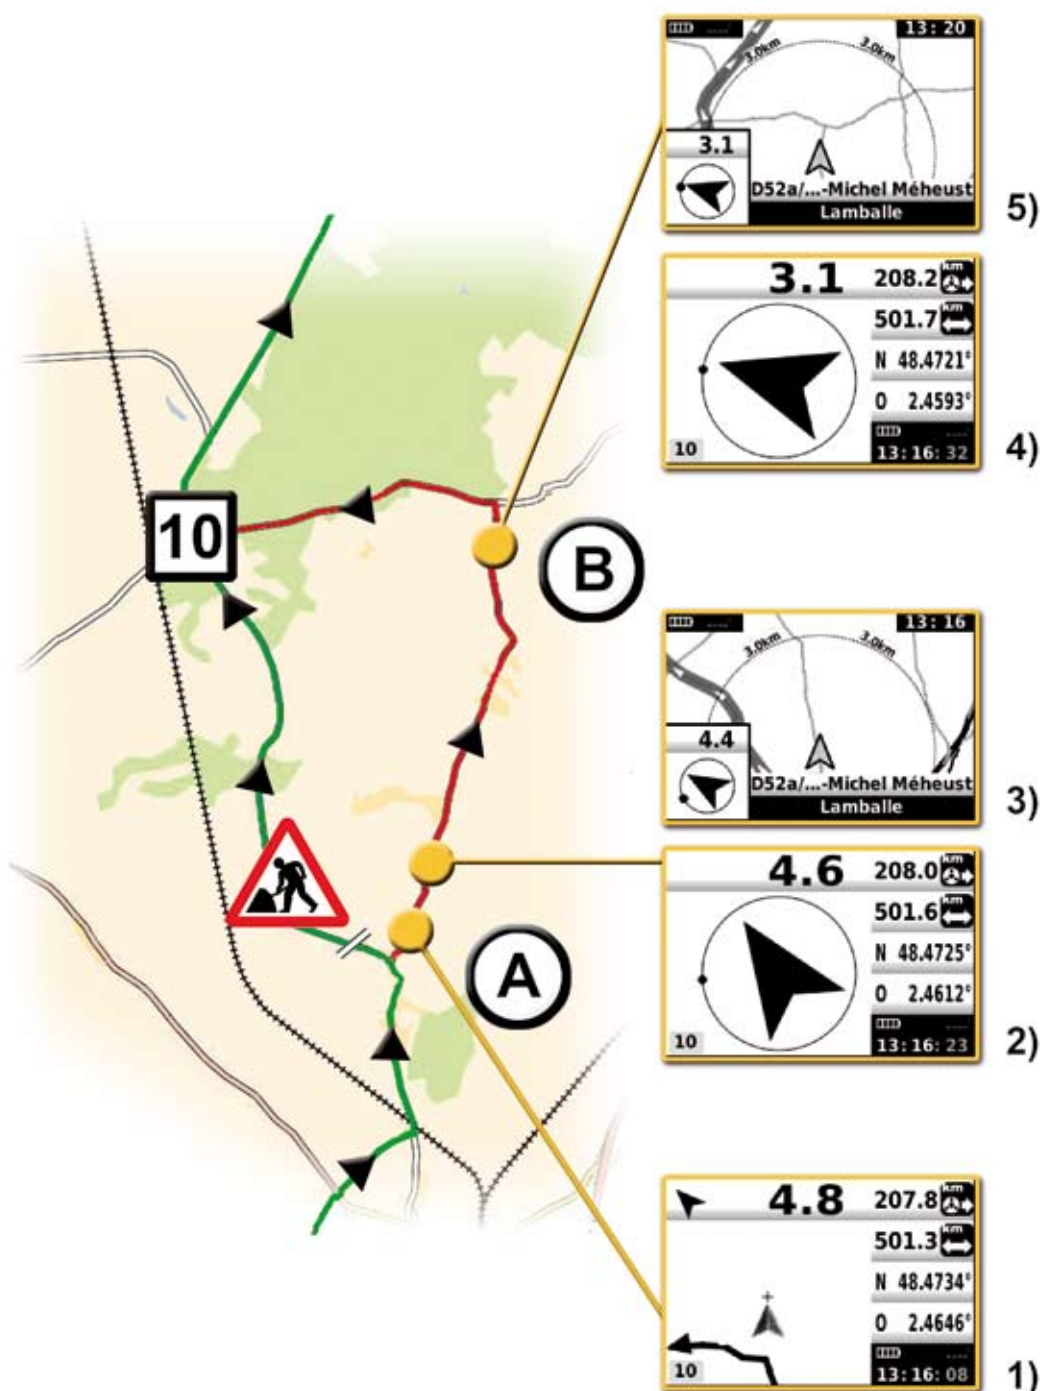 13:20
3.0km 3.0km
3.1
D52a/...-Michel Méheust
Lamballe
5)
3.1 208.2 km
501.7 km
N 48.4721°
O 2.4593°
10
13:16:32
4)
10
B
13:16
3.0km 3.0km
4.4
D52a/...-Michel Méheust
Lamballe
3)
4.6 208.0 km
501.6 km
N 48.4725°
O 2.4612°
10
13:16:23
2)
A
4.8 207.8 km
501.3 km
N 48.4734°
O 2.4646°
10
13:16:08
1)